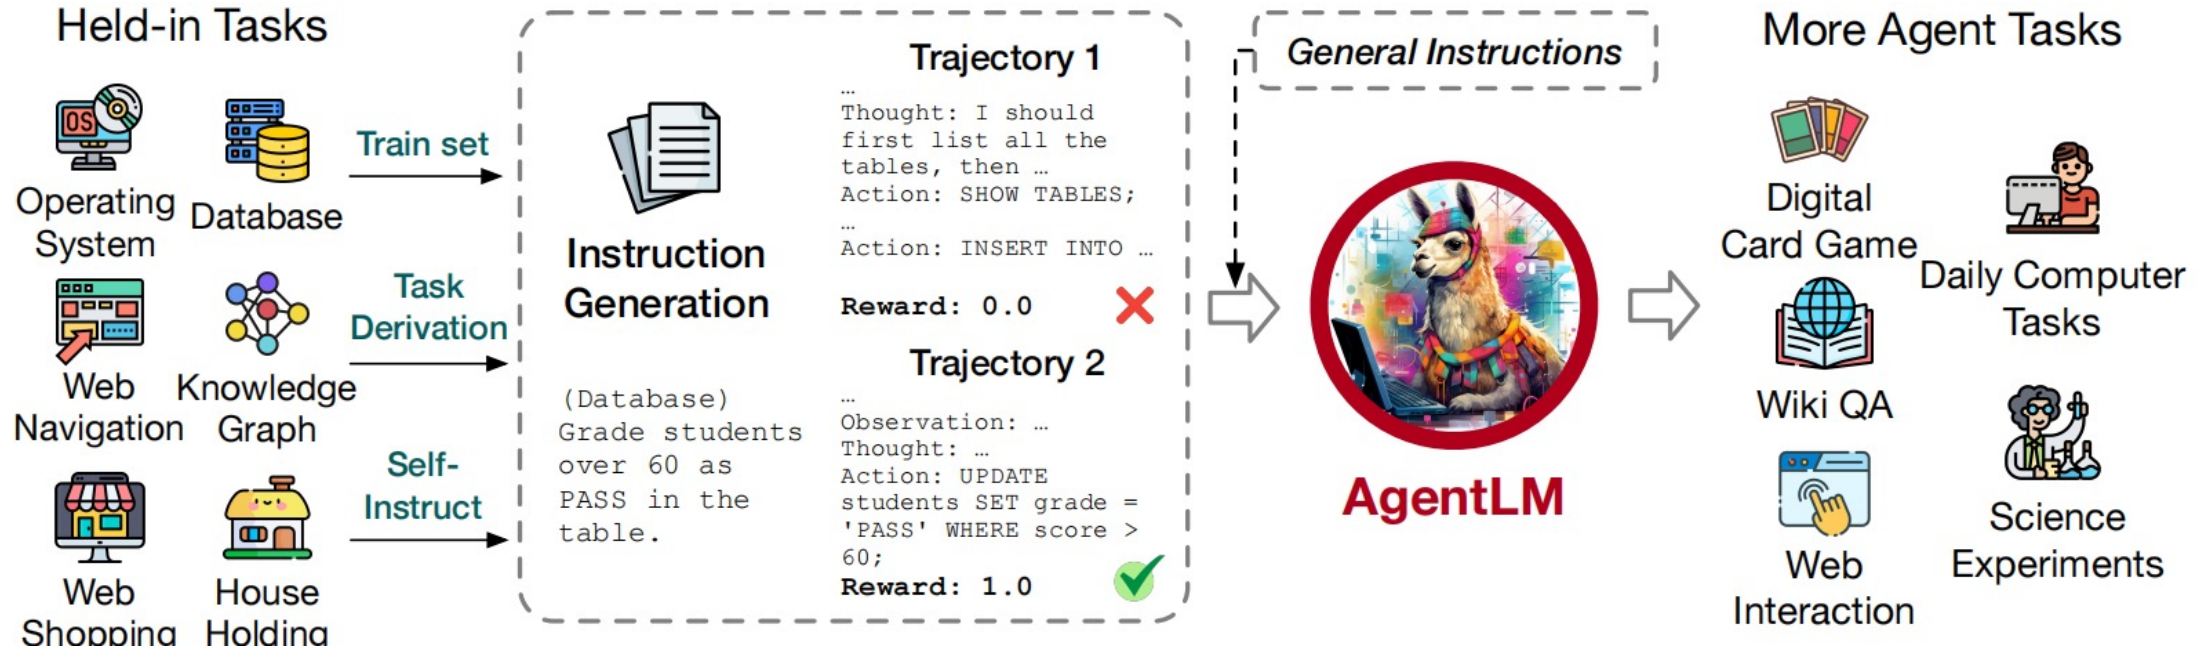 Held-in Tasks
OS
Operating
System
Database
Web
Navigation
Knowledge
Graph
Web
Shopping
House
Holding
Train set
Task
Derivation
Self-
Instruct
Instruction
Generation
(Database)
Grade students
over 60 as
PASS in the
table.
Trajectory 1
…
Thought: I should
first list all the
tables, then …
Action: SHOW TABLES;
…
Action: INSERT INTO …
Reward: 0.0
Trajectory 2
…
Observation: …
Thought: …
Action: UPDATE
students SET grade =
'PASS' WHERE score >
60;
Reward: 1.0
General Instructions
AgentLM
More Agent Tasks
Digital
Card Game
Daily Computer
Tasks
Wiki QA
Science
Experiments
Web
Interaction